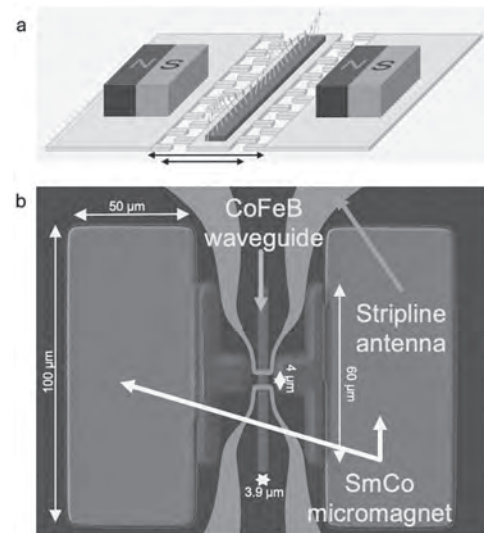 a
N S
N S
b
50 μm
CoFeB
waveguide
Stripline
antenna
100 μm
4 μm
60 μm
3.9 μm
SmCo
micromagnet